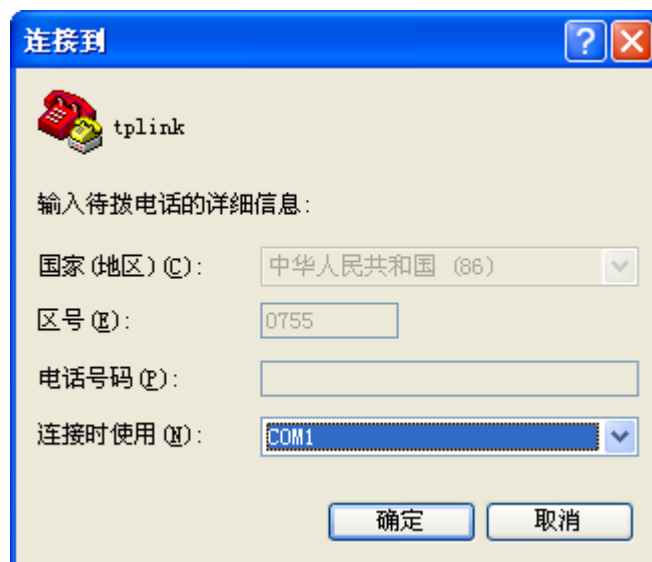 连接到
tplink
输入待拨电话的详细信息:
国家(地区)(C): 中华人民共和国 (86)
区号(E): 0755
电话号码(P):
连接时使用(N): COM1
确定 取消